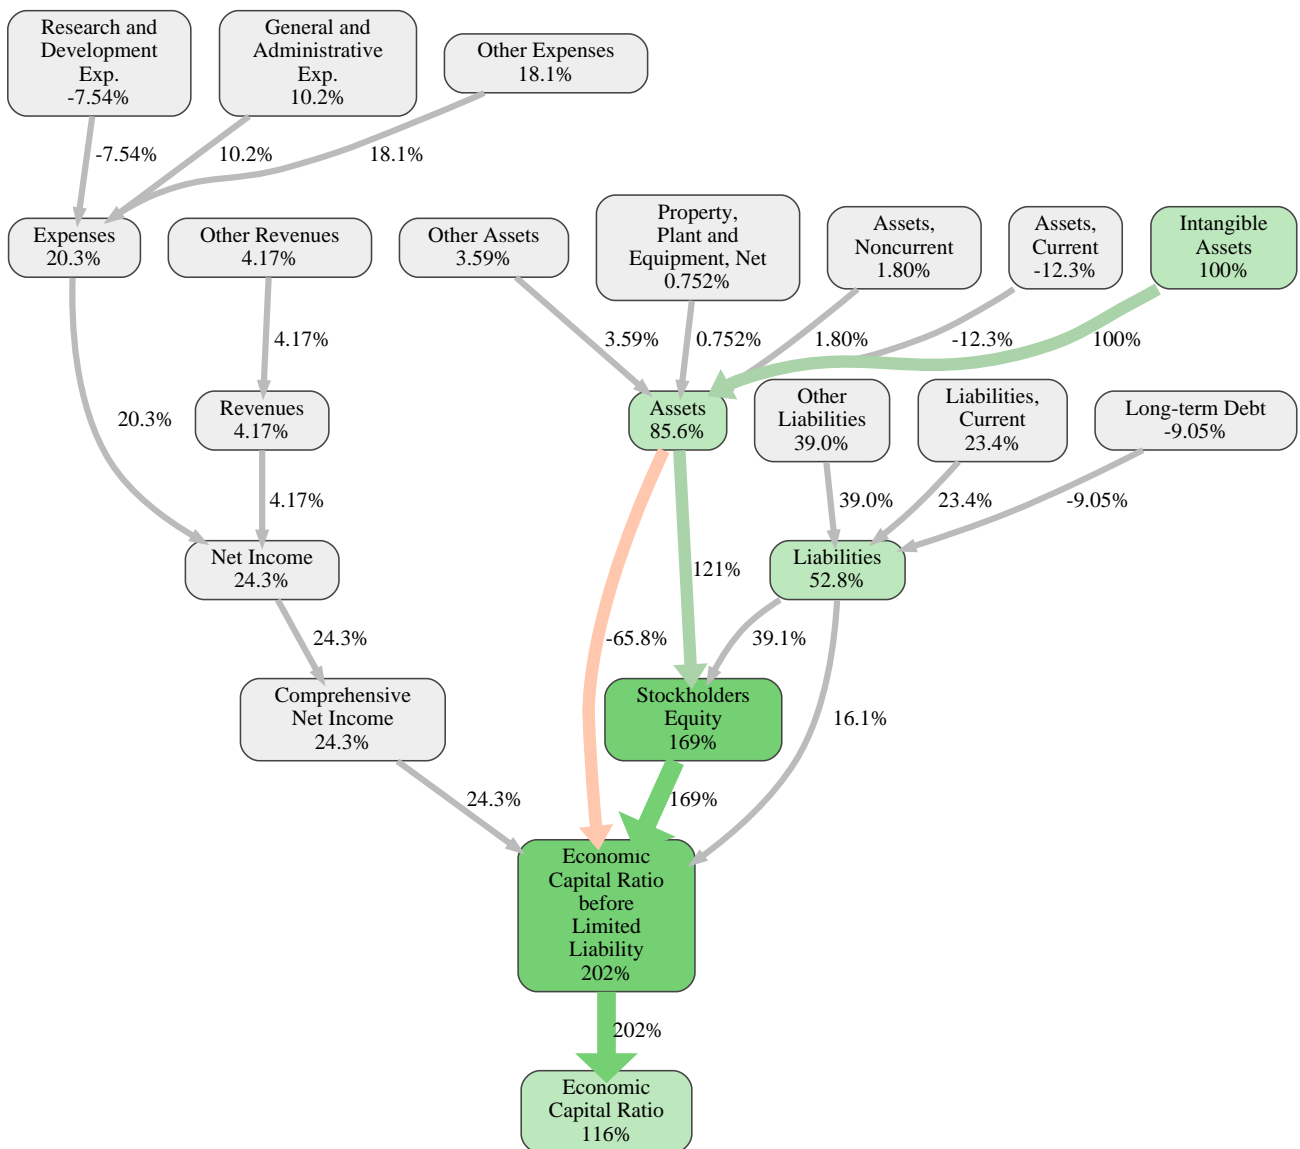 Research and
Development
Exp.
-7.54%
General and
Administrative
Exp.
10.2%
Other Expenses
18.1%
-7.54%
10.2%
18.1%
Expenses
20.3%
Other Revenues
4.17%
Other Assets
3.59%
Property,
Plant and
Equipment, Net
0.752%
Assets,
Noncurrent
1.80%
Assets,
Current
-12.3%
Intangible
Assets
100%
4.17%
3.59%
0.752%
1.80%
-12.3%
100%
20.3%
Revenues
4.17%
Assets
85.6%
Other
Liabilities
39.0%
Liabilities,
Current
23.4%
Long-term Debt
-9.05%
4.17%
39.0%
23.4%
-9.05%
Net Income
24.3%
121%
Liabilities
52.8%
24.3%
-65.8%
39.1%
Comprehensive
Net Income
24.3%
Stockholders
Equity
169%
16.1%
24.3%
169%
Economic
Capital Ratio
before
Limited
Liability
202%
202%
Economic
Capital Ratio
116%